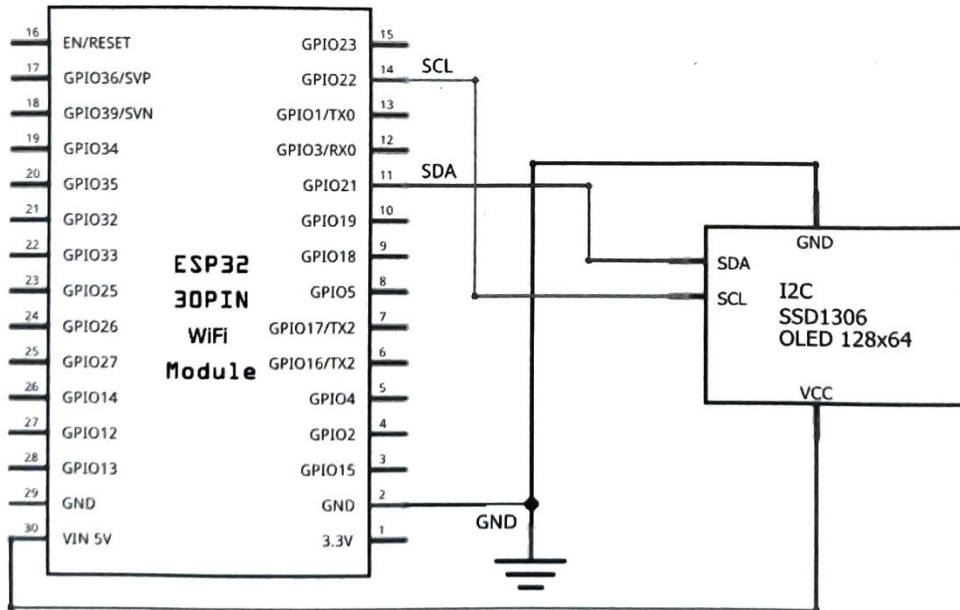 16 EN/RESET GPIO23 15
17 GPIO36/SVP GPIO22 14 SCL
18 GPIO39/SVN GPIO1/TX0 13
19 GPIO34 GPIO3/RX0 12
20 GPIO35 GPIO21 11 SDA
21 GPIO32 GPIO19 10
22 GPIO33 GPIO18 9
23 GPIO25 GPIO5 8
24 GPIO26 GPIO17/TX2 7
25 GPIO27 GPIO16/TX2 6
26 GPIO14 GPIO4 5
27 GPIO12 GPIO2 4
28 GPIO13 GPIO15 3
29 GND GND 2
30 VIN 5V 3.3V 1
ESP32
30PIN
WiFi
Module
GND
GND
SDA
SCL
I2C
SSD1306
OLED 128x64
VCC